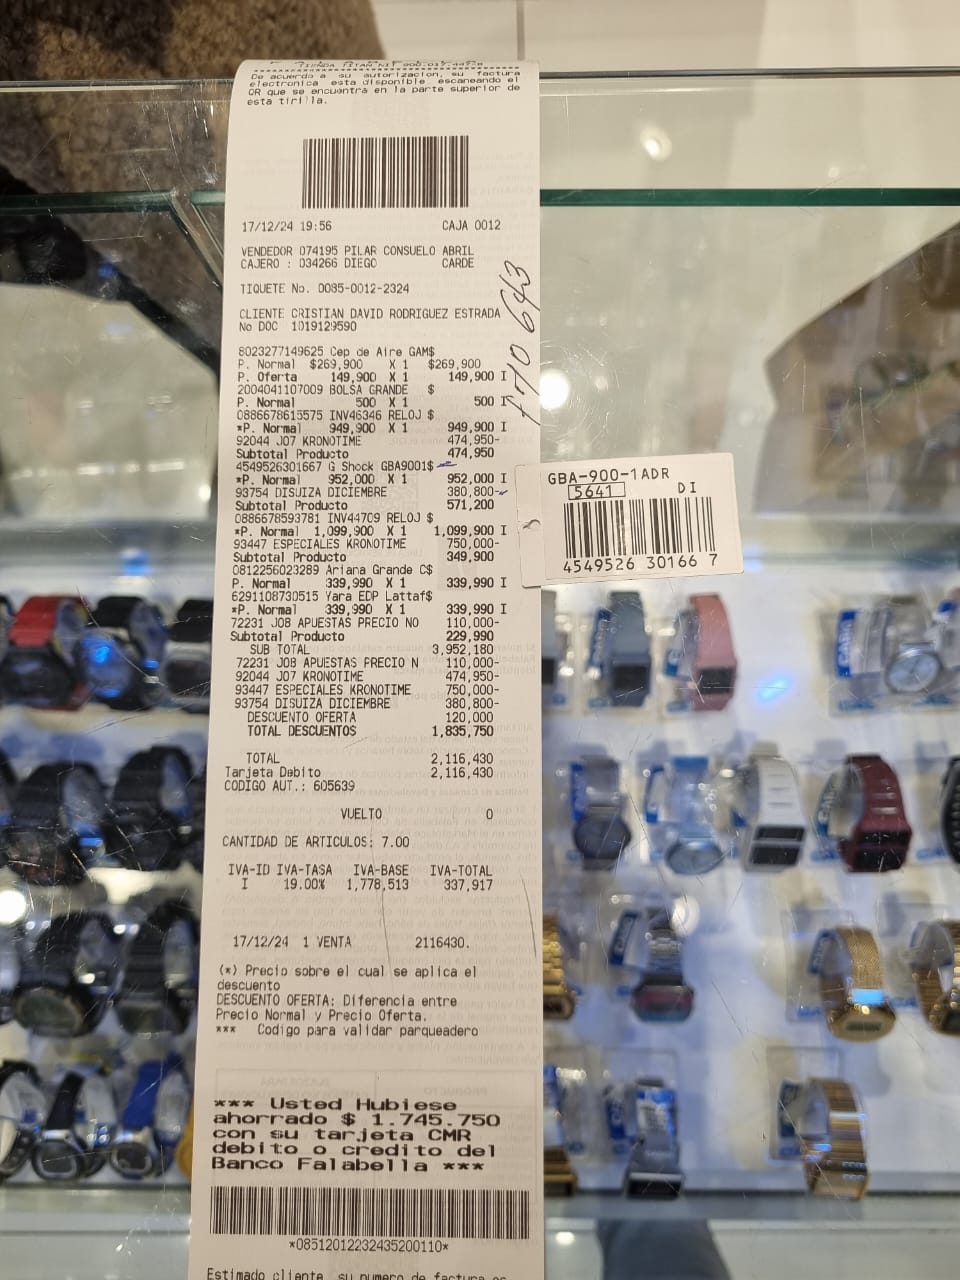 De acuerdo a su autorizacion, su factura
electronica esta disponible escaneando el
QR que se encuentra en la parte superior de
esta tirilla.
17/12/24 19:56 CAJA 0012
VENDEDOR 074195 PILAR CONSUELO ABRIL
CAJERO : 034266 DIEGO CARDE
TIQUETE No. 0085-0012-2324
CLIENTE CRISTIAN DAVID RODRIGUEZ ESTRADA
No DOC 1019129590
8023277149625 Cep de Aire GAM$
P. Normal $269,900 X 1 $269,900
P. Oferta 149,900 X 1 149,900 I
2004041107009 BOLSA GRANDE $
P. Normal 500 X 1 500 I
0886678615575 INV46346 RELOJ $
*P. Normal 949,900 X 1 949,900 I
92044 J07 KRONOTIME 474,950-
Subtotal Producto 474,950
4549526301667 G Shock GBA9001$
*P. Normal 952,000 X 1 952,000 I
93754 DISUIZA DICIEMBRE 380,800-
Subtotal Producto 571,200
0886678593781 INV44709 RELOJ $
*P. Normal 1,099,900 X 1 1,099,900 I
93447 ESPECIALES KRONOTIME 750,000-
Subtotal Producto 349,900
0812256023289 Ariana Grande C$
P. Normal 339,990 X 1 339,990 I
6291108730515 Yara EDP Lattaf$
*P. Normal 339,990 X 1 339,990 I
72231 J08 APUESTAS PRECIO NO 110,000-
Subtotal Producto 229,990
SUB TOTAL 3,952,180
72231 J08 APUESTAS PRECIO N 110,000-
92044 J07 KRONOTIME 474,950-
93447 ESPECIALES KRONOTIME 750,000-
93754 DISUIZA DICIEMBRE 380,800-
DESCUENTO OFERTA 120,000
TOTAL DESCUENTOS 1,835,750
TOTAL 2,116,430
Tarjeta Debito 2,116,430
CODIGO AUT.: 605639
VUELTO 0
CANTIDAD DE ARTICULOS: 7.00
IVA-ID IVA-TASA IVA-BASE IVA-TOTAL
I 19.00% 1,778,513 337,917
17/12/24 1 VENTA 2116430.
(*) Precio sobre el cual se aplica el
descuento
DESCUENTO OFERTA: Diferencia entre
Precio Normal y Precio Oferta.
*** Codigo para validar parqueadero
*** Usted Hubiese
ahorrado $ 1.745.750
con su tarjeta CMR
debito o credito del
Banco Falabella ***
*08512012232435200110*
Estimado cliente, su numero de factura es
GBA-900-1ADR
5641 DI
4549526 30166 7